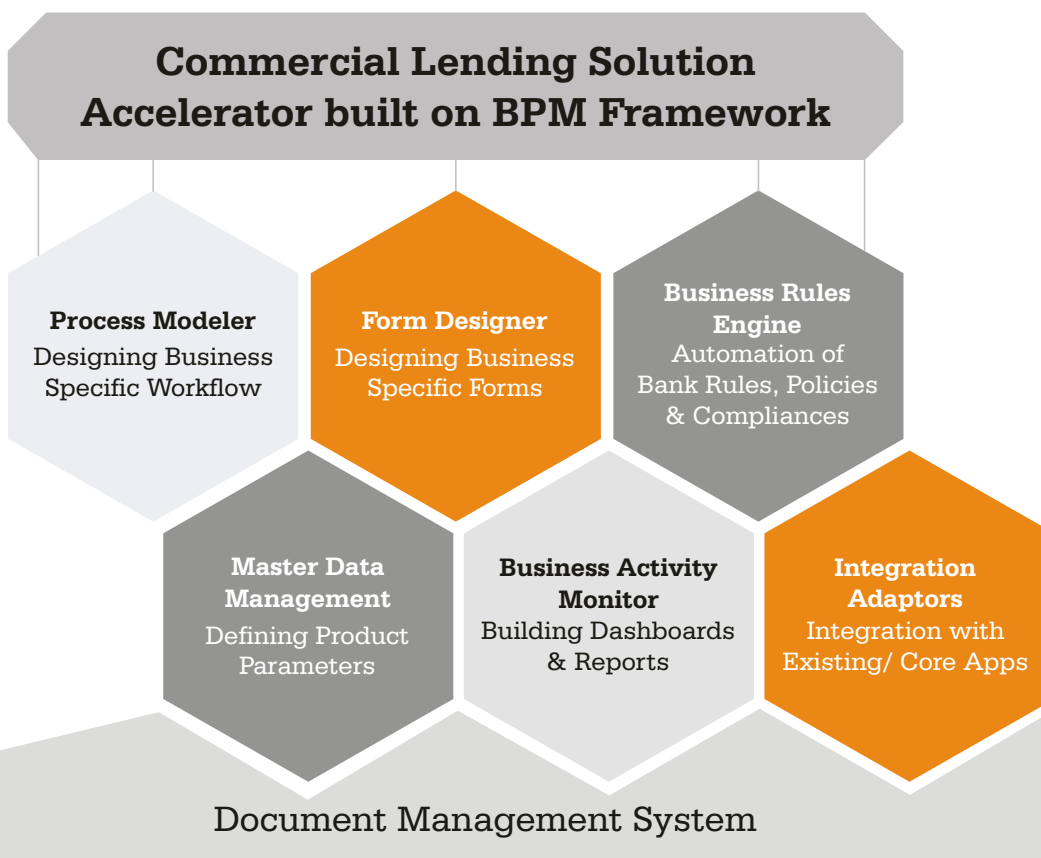 Commercial Lending Solution
Accelerator built on BPM Framework
Process Modeler
Designing Business
Specific Workflow
Form Designer
Designing Business
Specific Forms
Business Rules
Engine
Automation of
Bank Rules, Policies
& Compliances
Master Data
Management
Defining Product
Parameters
Business Activity
Monitor
Building Dashboards
& Reports
Integration
Adaptors
Integration with
Existing/ Core Apps
Document Management System